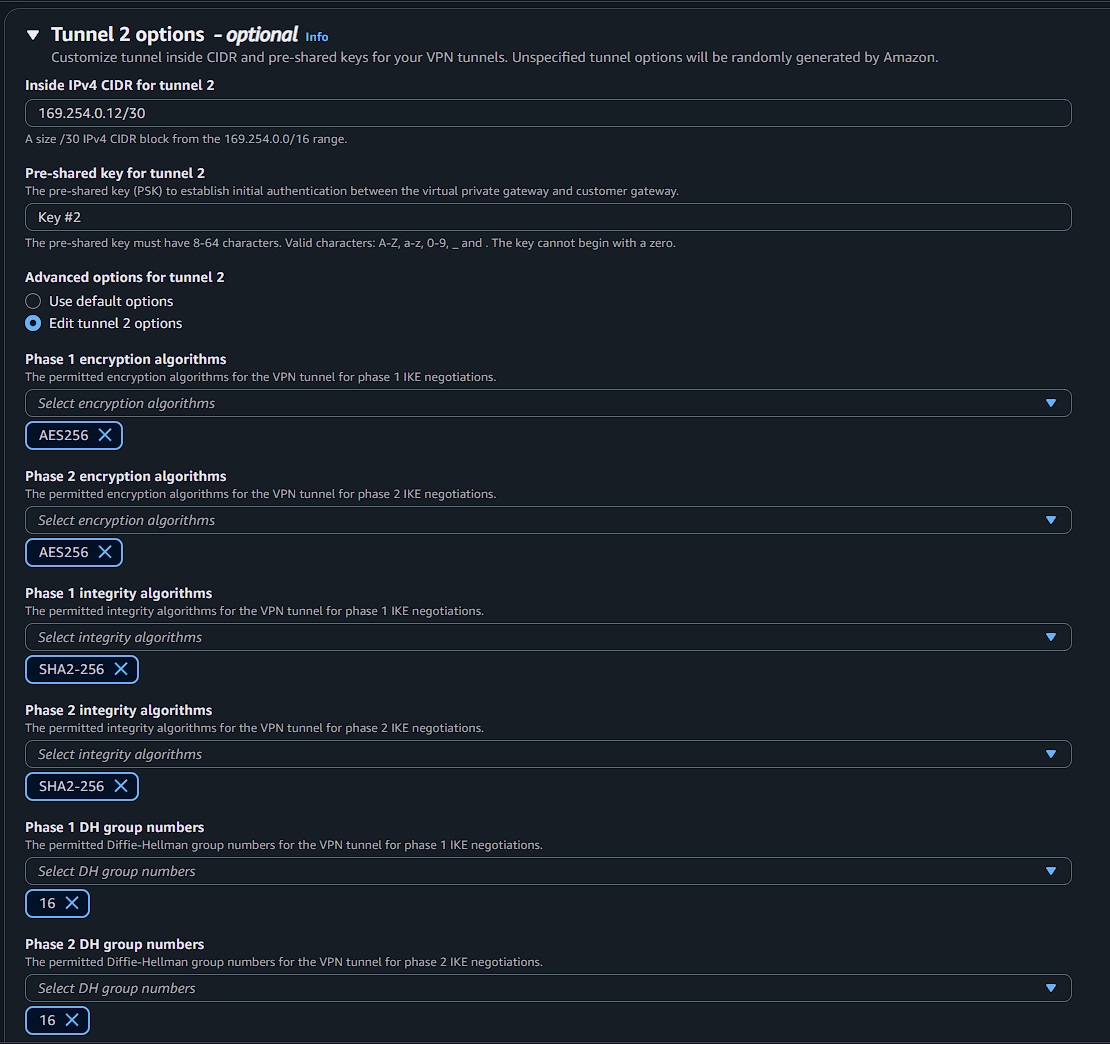 Tunnel 2 options - optional Info
Customize tunnel inside CIDR and pre-shared keys for your VPN tunnels. Unspecified tunnel options will be randomly generated by Amazon.
Inside IPv4 CIDR for tunnel 2
169.254.0.12/30
A size /30 IPv4 CIDR block from the 169.254.0.0/16 range.
Pre-shared key for tunnel 2
The pre-shared key (PSK) to establish initial authentication between the virtual private gateway and customer gateway.
Key #2
The pre-shared key must have 8-64 characters. Valid characters: A-Z, a-z, 0-9, _ and . The key cannot begin with a zero.
Advanced options for tunnel 2
Use default options
Edit tunnel 2 options
Phase 1 encryption algorithms
The permitted encryption algorithms for the VPN tunnel for phase 1 IKE negotiations.
Select encryption algorithms
AES256
Phase 2 encryption algorithms
The permitted encryption algorithms for the VPN tunnel for phase 2 IKE negotiations.
Select encryption algorithms
AES256
Phase 1 integrity algorithms
The permitted integrity algorithms for the VPN tunnel for phase 1 IKE negotiations.
Select integrity algorithms
SHA2-256
Phase 2 integrity algorithms
The permitted integrity algorithms for the VPN tunnel for phase 2 IKE negotiations.
Select integrity algorithms
SHA2-256
Phase 1 DH group numbers
The permitted Diffie-Hellman group numbers for the VPN tunnel for phase 1 IKE negotiations.
Select DH group numbers
16
Phase 2 DH group numbers
The permitted Diffie-Hellman group numbers for the VPN tunnel for phase 2 IKE negotiations.
Select DH group numbers
16